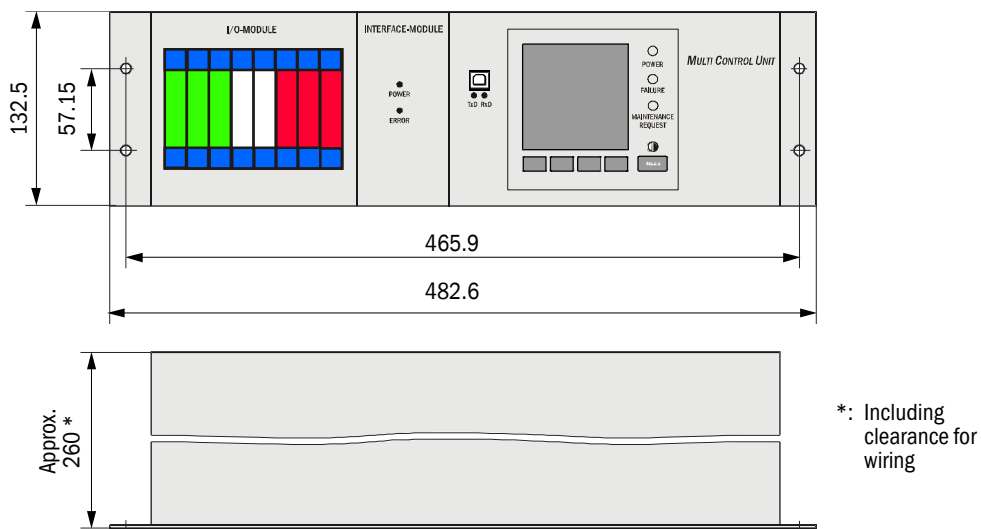 I/O-MODULE
INTERFACE-MODULE
MULTI CONTROL UNIT
POWER
FAILURE
MAINTENANCE
REQUEST
TxD RxD
POWER
ERROR
132.5
57.15
465.9
482.6
Approx.
260 *
*: Including
clearance for
wiring